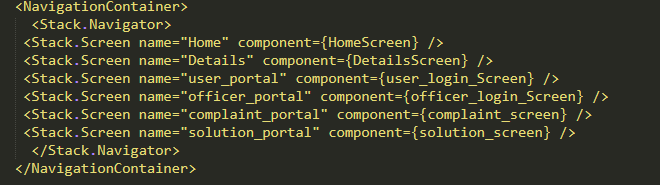 <NavigationContainer>
<Stack.Navigator>
<Stack.Screen name="Home" component={HomeScreen} />
<Stack.Screen name="Details" component={DetailsScreen} />
<Stack.Screen name="user_portal" component={user_login_Screen} />
<Stack.Screen name="officer_portal" component={officer_login_Screen} />
<Stack.Screen name="complaint_portal" component={complaint_screen} />
<Stack.Screen name="solution_portal" component={solution_screen} />
</Stack.Navigator>
</NavigationContainer>